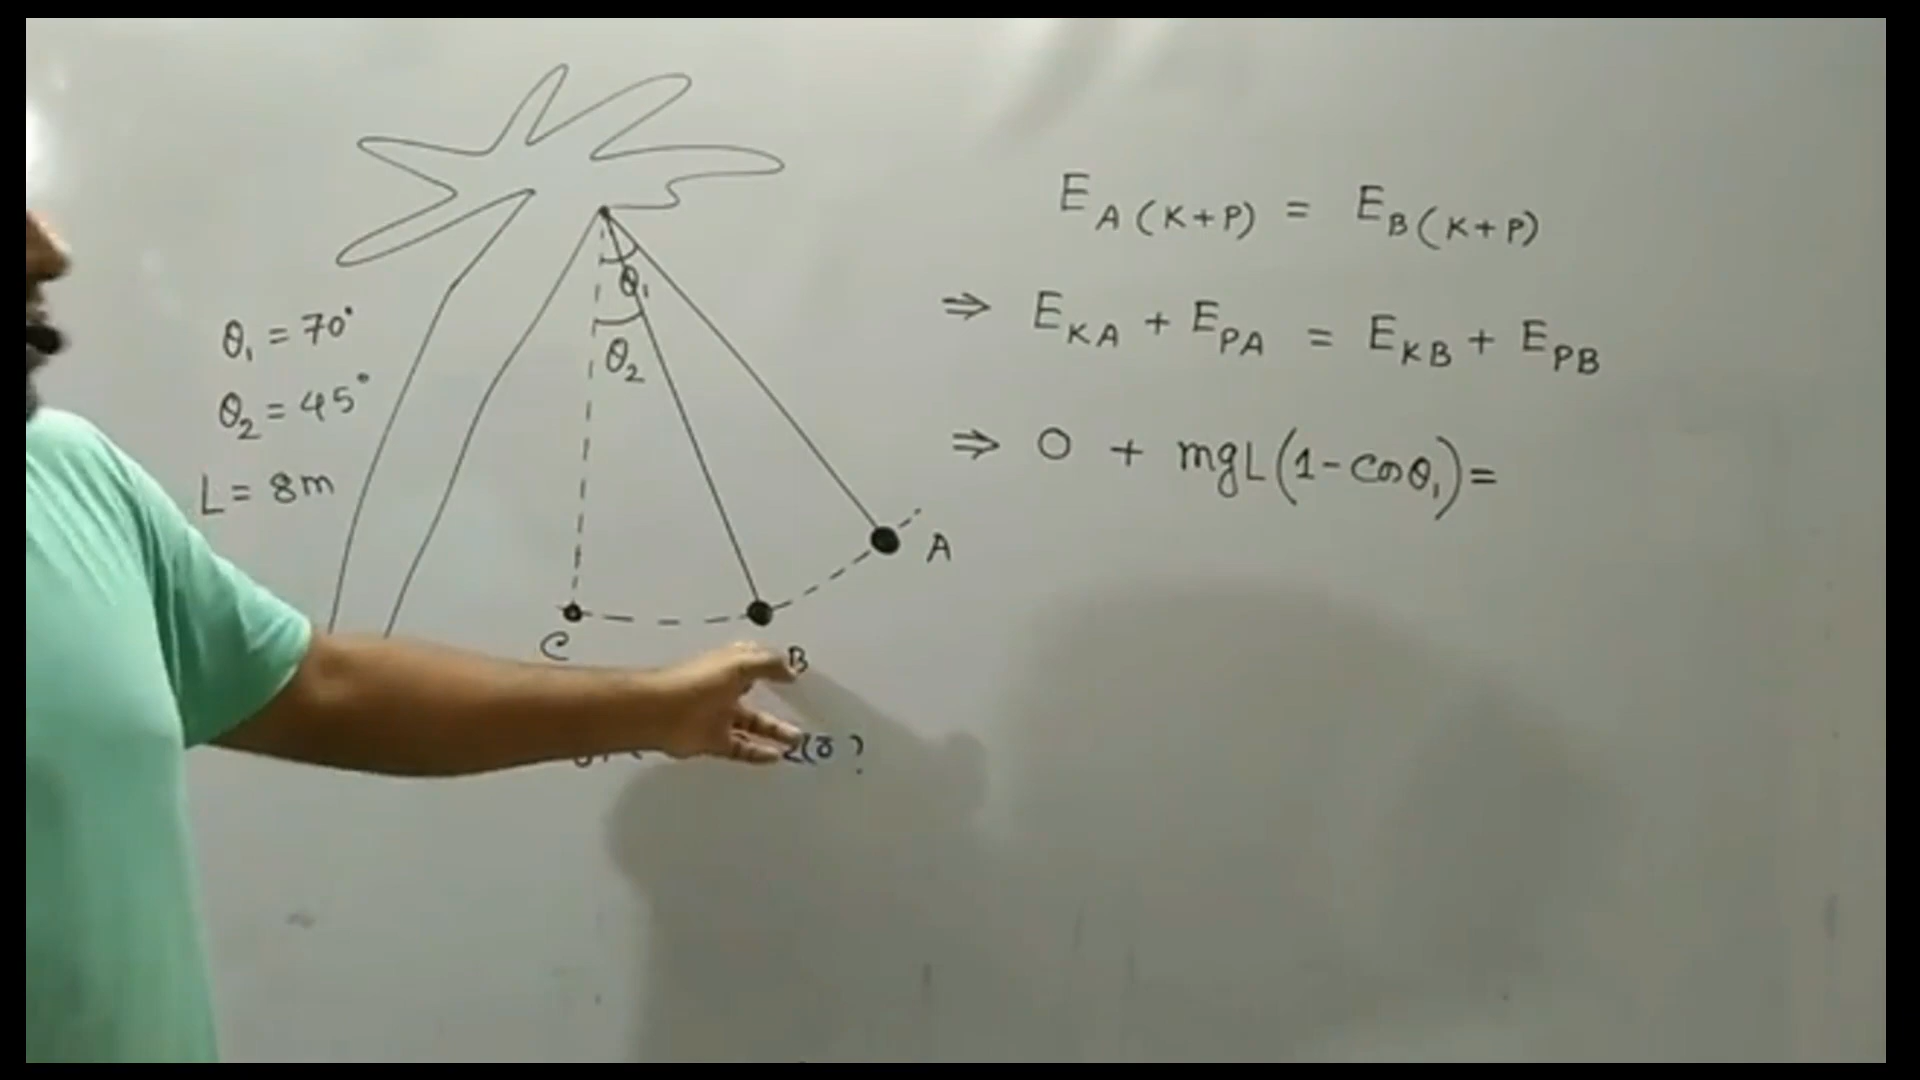 θ₁ = 70°
θ₂ = 45°
L = 8m
θ₁
θ₂
A
B
C
E_A(K+P) = E_B(K+P)
⇒ E_KA + E_PA = E_KB + E_PB
⇒ 0 + mgL(1-cosθ₁) =